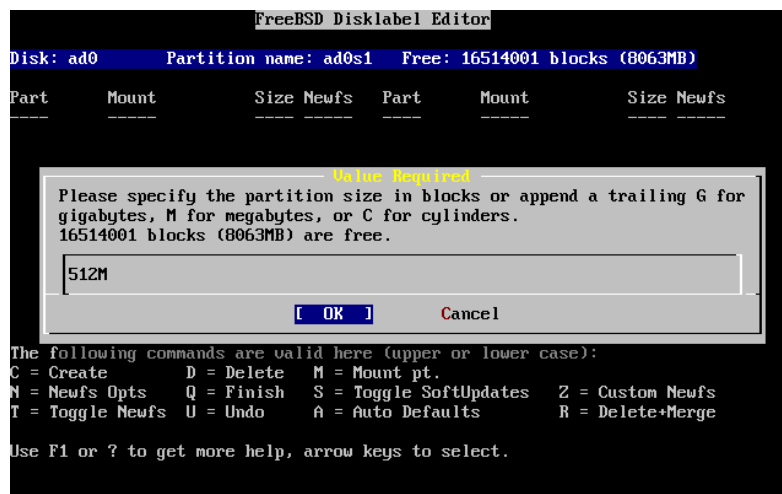 FreeBSD Disklabel Editor
Disk: ad0 Partition name: ad0s1 Free: 16514001 blocks (8063MB)
Part Mount Size Newfs Part Mount Size Newfs
---- ----- ---- ----- ---- ----- ---- -----
Value Required
Please specify the partition size in blocks or append a trailing G for
gigabytes, M for megabytes, or C for cylinders.
16514001 blocks (8063MB) are free.
512M
[ OK ] Cancel
The following commands are valid here (upper or lower case):
C = Create D = Delete M = Mount pt.
N = Newfs Opts Q = Finish S = Toggle SoftUpdates Z = Custom Newfs
T = Toggle Newfs U = Undo A = Auto Defaults R = Delete+Merge
Use F1 or ? to get more help, arrow keys to select.